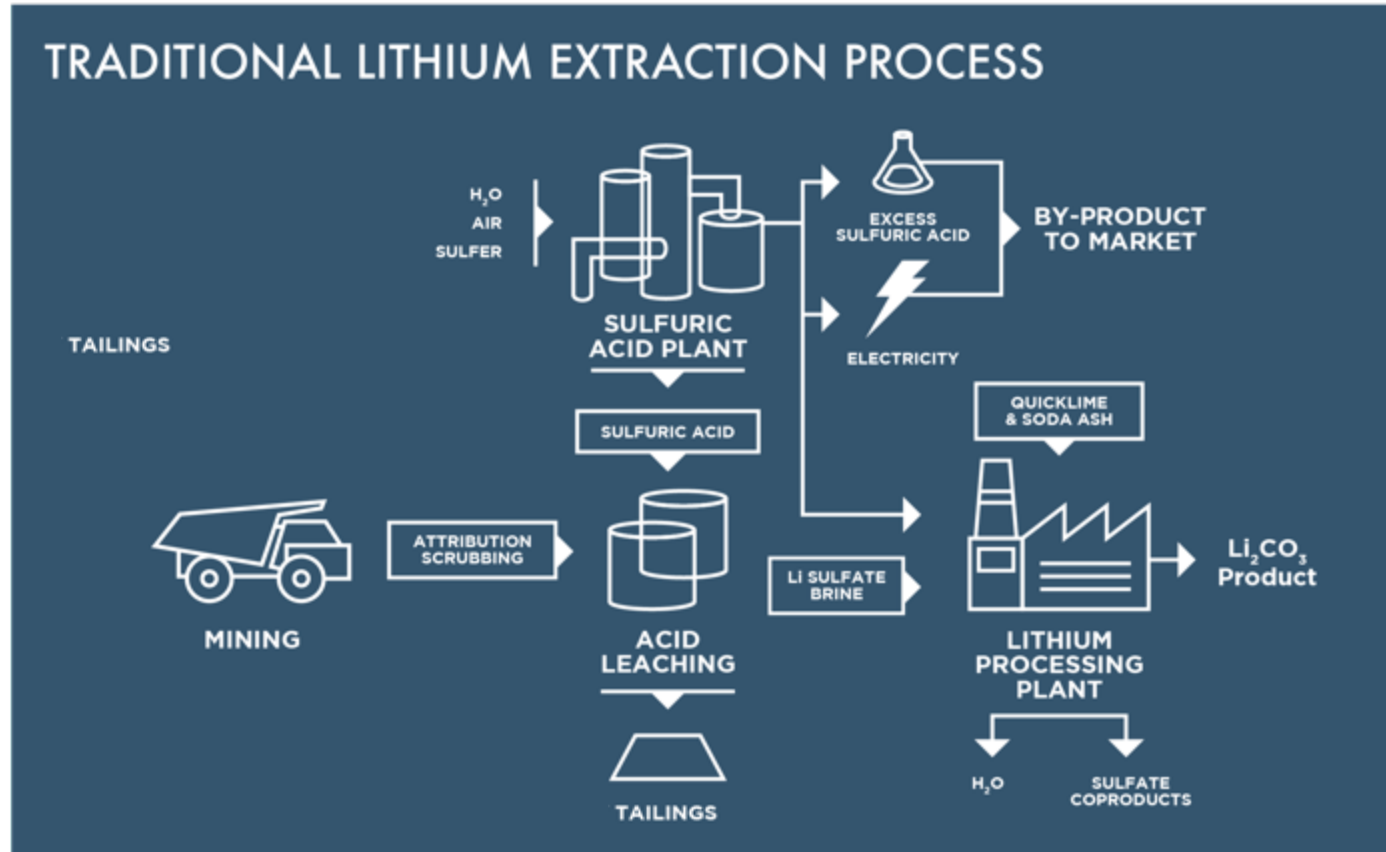 TRADITIONAL LITHIUM EXTRACTION PROCESS
H₂O
AIR
SULFER
EXCESS
SULFURIC ACID
BY-PRODUCT
TO MARKET
SULFURIC
ACID PLANT
TAILINGS
ELECTRICITY
QUICKLIME
& SODA ASH
SULFURIC ACID
ATTRIBUTION
SCRUBBING
Li SULFATE
BRINE
Li₂CO₃
Product
MINING
ACID
LEACHING
LITHIUM
PROCESSING
PLANT
TAILINGS
H₂O
SULFATE
COPRODUCTS